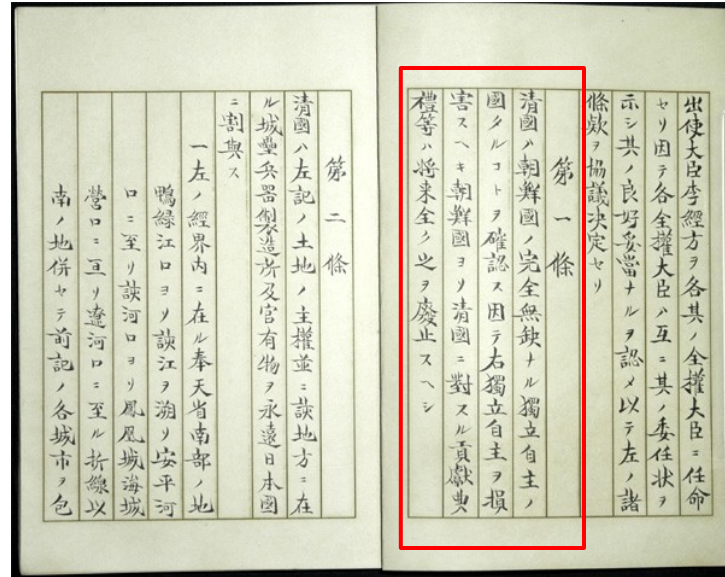 出使大臣李經方ヲ各其ノ全權大臣ニ任命
セリ因テ各全權大臣ハ互ニ其ノ委任狀ヲ
示シ其ノ良好妥當ナルヲ認メ以テ左ノ諸
條款ヲ協議決定セリ
第一條
淸國ハ朝鮮國ノ完全無缺ナル獨立自主ノ
國タルコトヲ確認ス因テ右獨立自主ヲ損
害スヘキ朝鮮國ヨリ淸國ニ對スル貢獻典
禮等ハ將來全ク之ヲ廢止スヘシ
第二條
淸國ハ左記ノ土地ノ主權並ニ該地方ニ在
ル城壘兵器製造所及官有物ヲ永遠日本國
ニ割與ス
一左ノ經界內ニ在ル奉天省南部ノ地
鴨緑江口ヨリ該江ヲ溯リ安平河
口ニ至リ該河口ヨリ鳳凰城海城
營口ニ亘リ遼河口ニ至ル折線以
南ノ地併セテ前記ノ各城市ヲ包